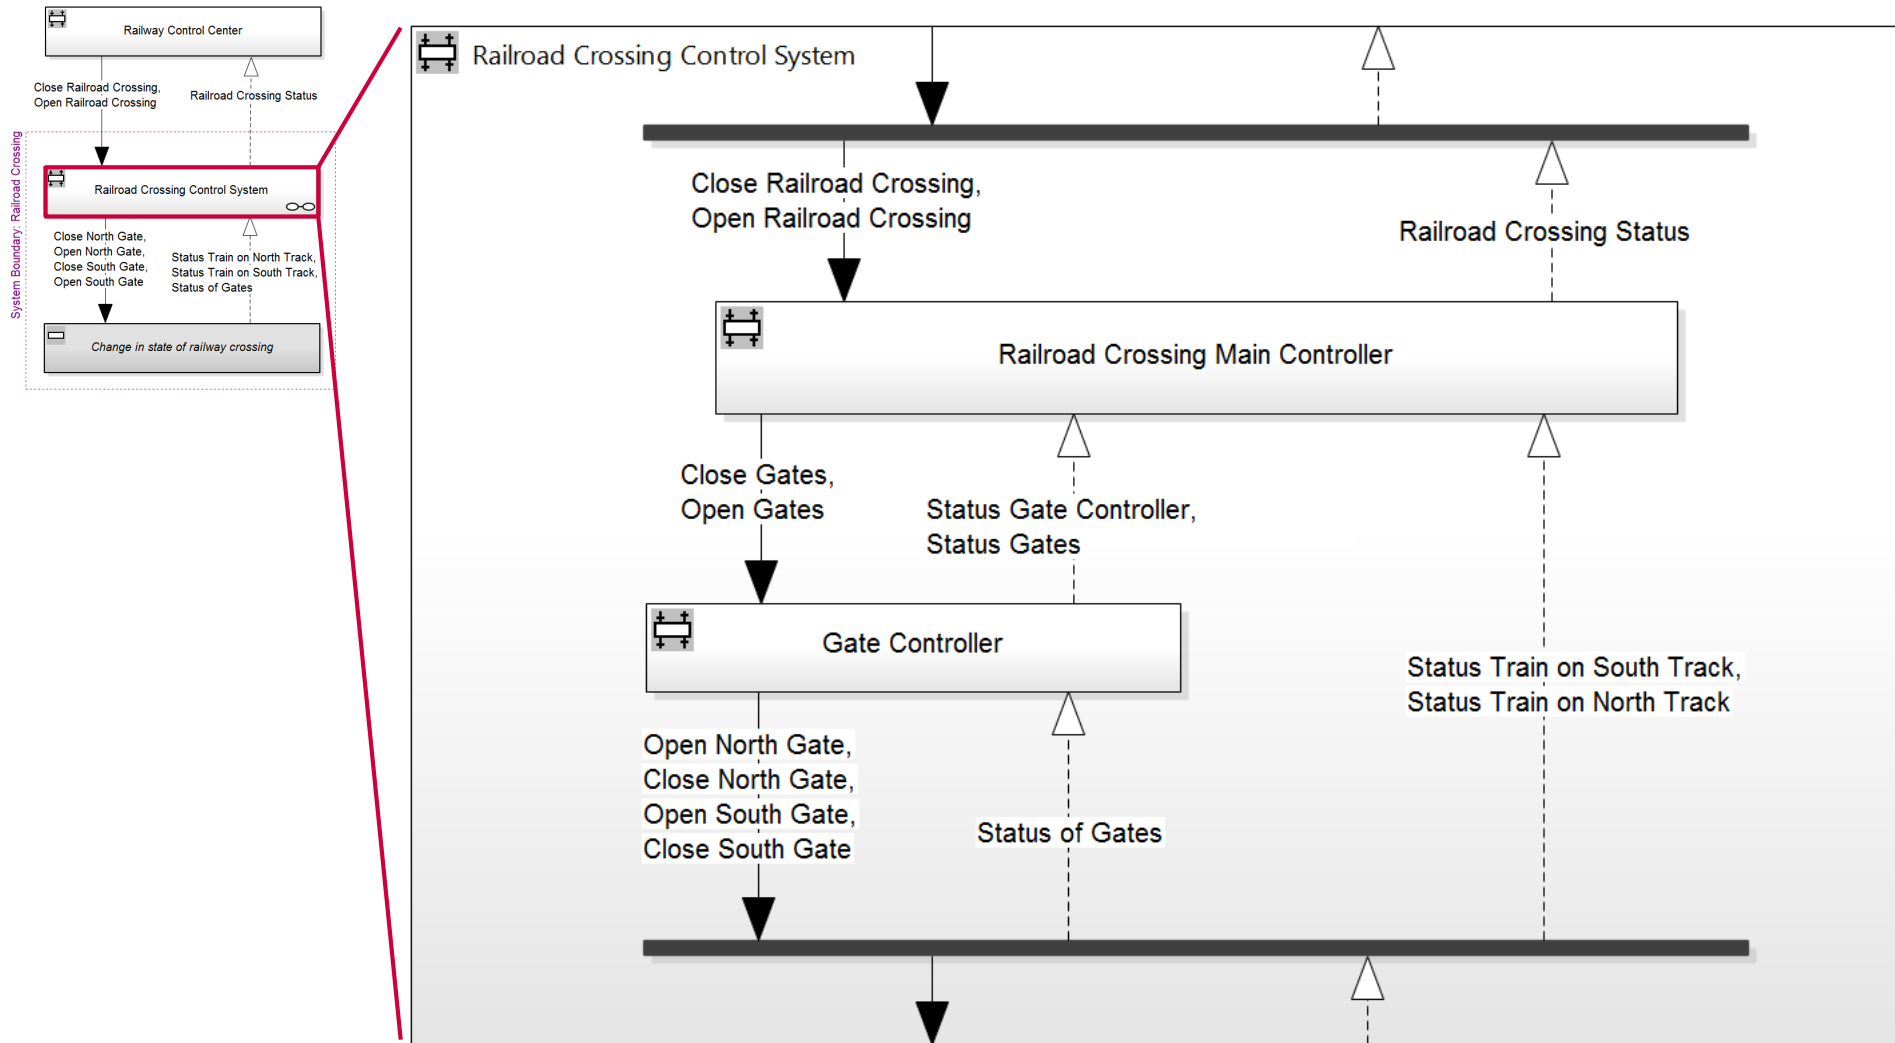 Railway Control Center
Close Railroad Crossing,
Open Railroad Crossing
Railroad Crossing Status
System Boundary: Railroad Crossing
Railroad Crossing Control System
Close North Gate,
Open North Gate,
Close South Gate,
Open South Gate
Status Train on North Track,
Status Train on South Track,
Status of Gates
Change in state of railway crossing
Railroad Crossing Control System
Close Railroad Crossing,
Open Railroad Crossing
Railroad Crossing Status
Railroad Crossing Main Controller
Close Gates,
Open Gates
Status Gate Controller,
Status Gates
Gate Controller
Status Train on South Track,
Status Train on North Track
Open North Gate,
Close North Gate,
Open South Gate,
Close South Gate
Status of Gates